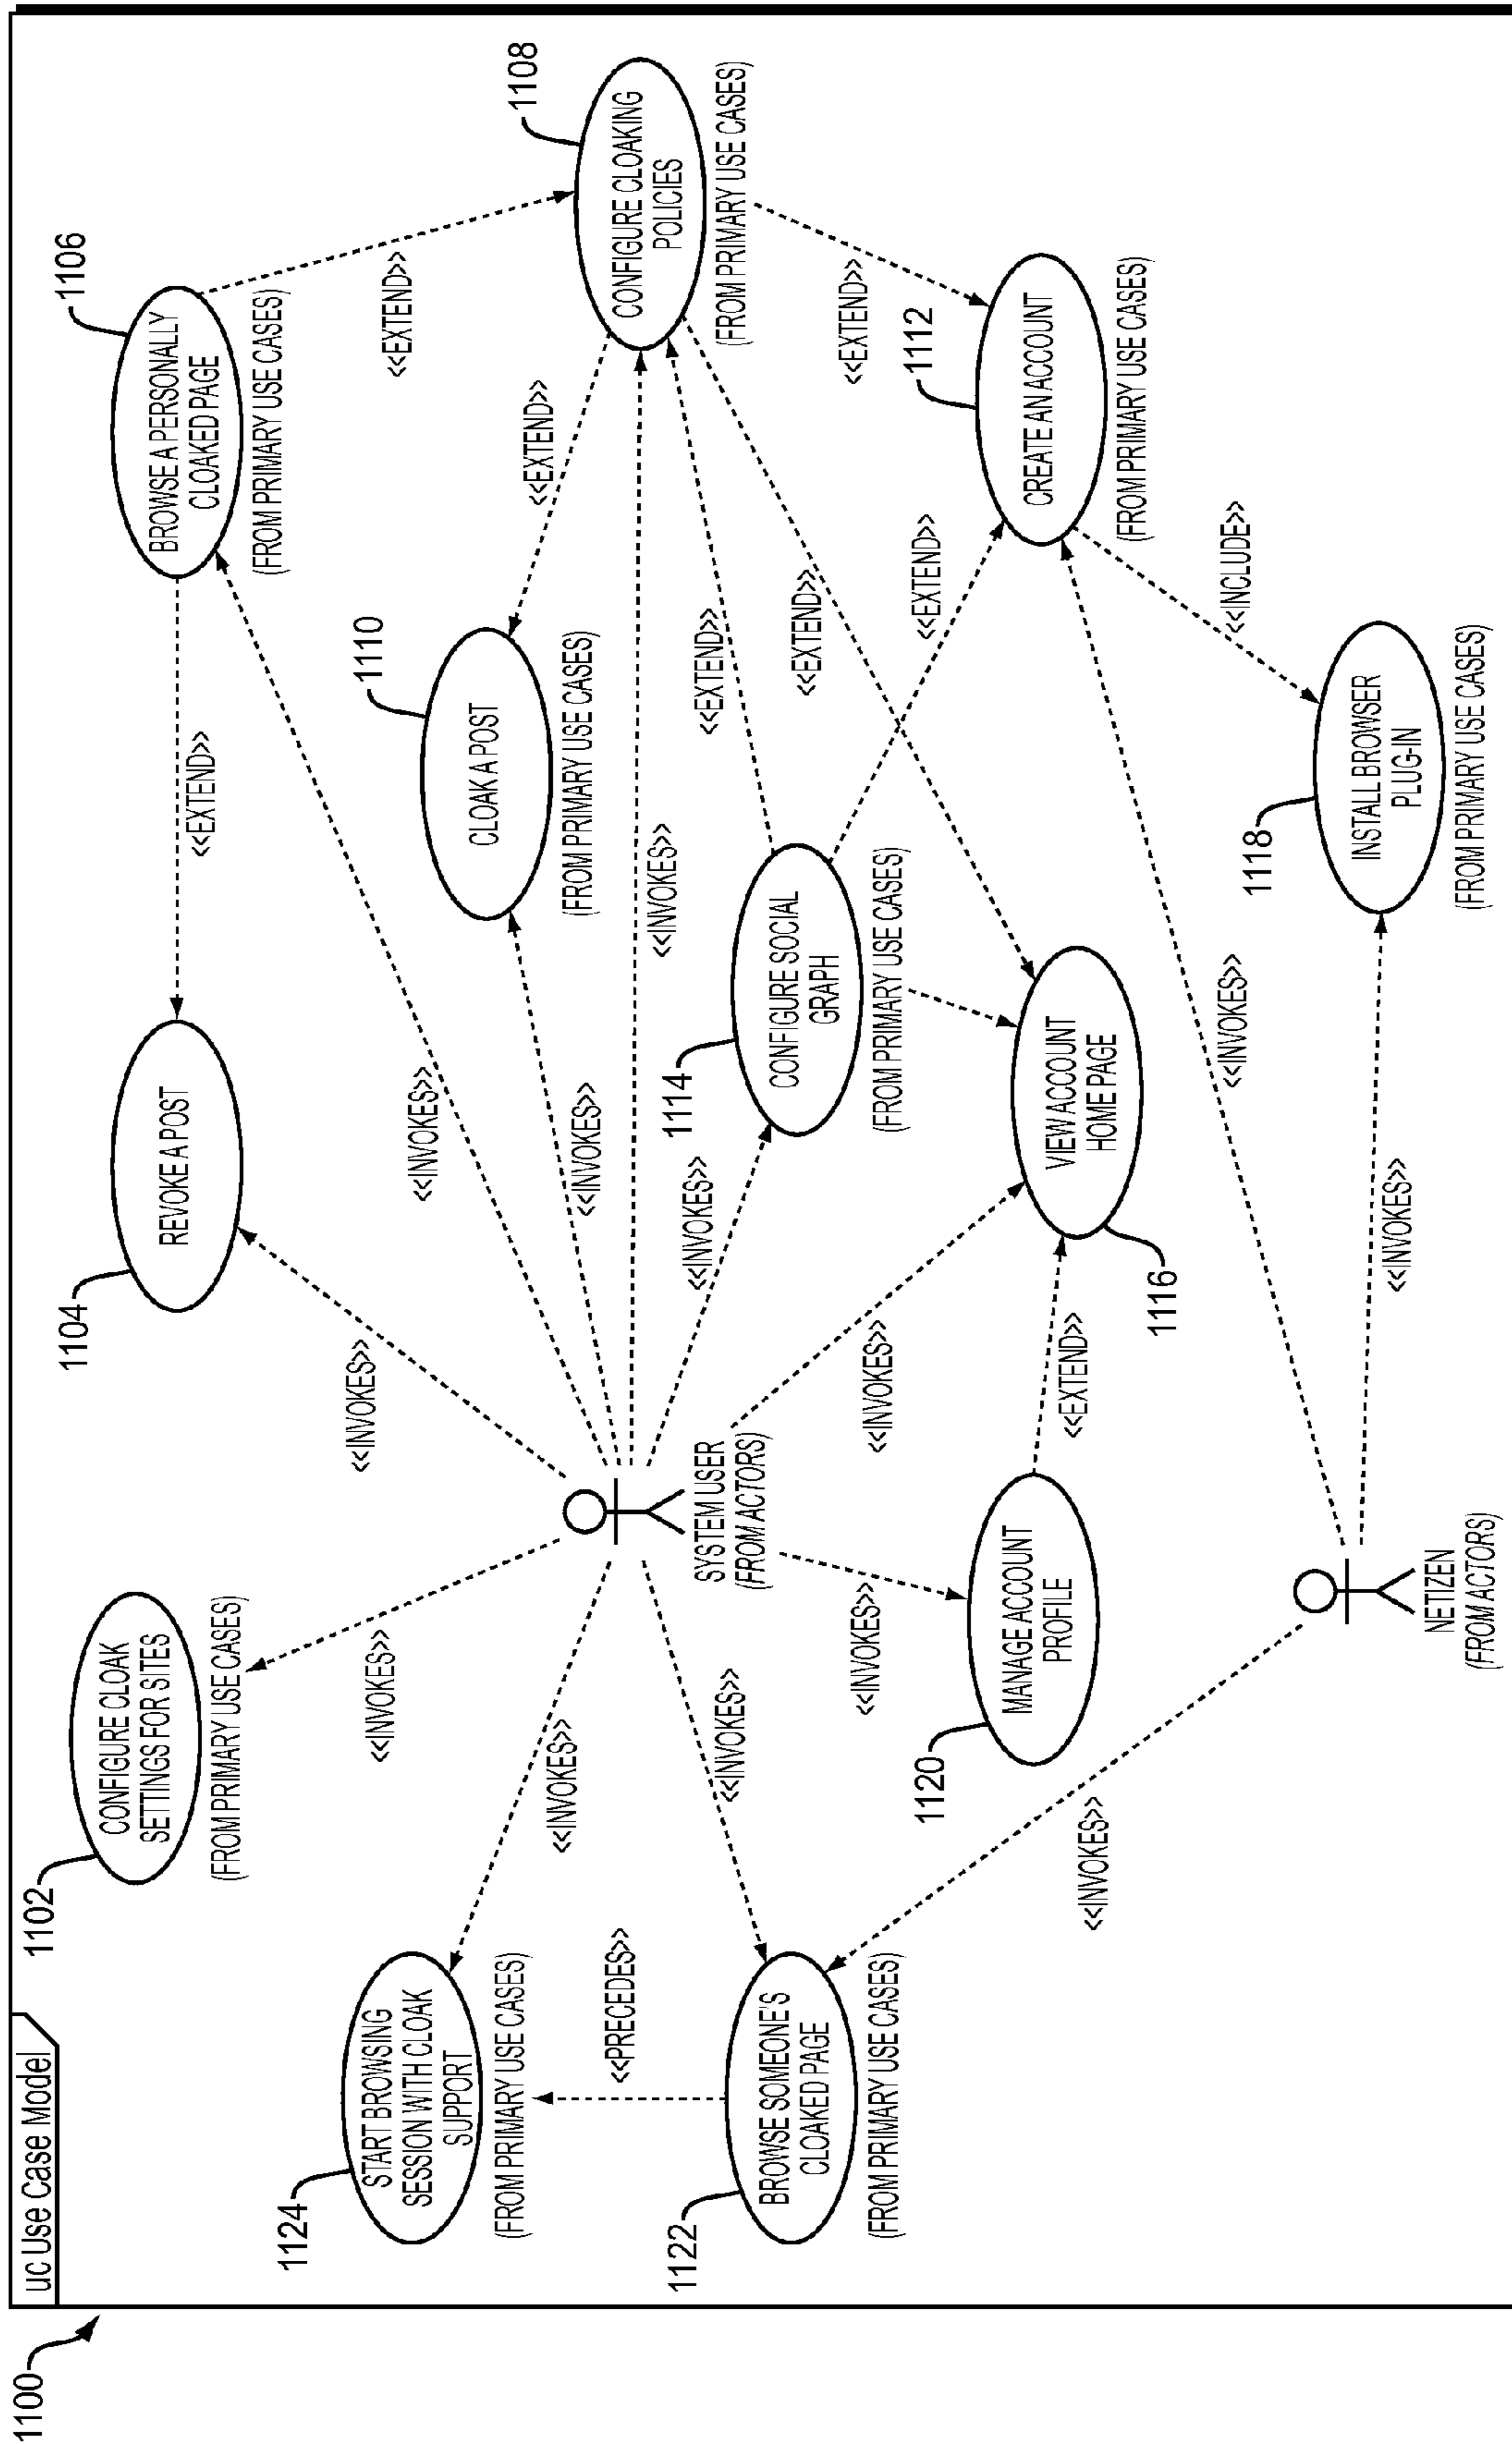 1100
uc Use Case Model
1102
CONFIGURE CLOAK
SETTINGS FOR SITES
(FROM PRIMARY USE CASES)
<<INVOKES>>
1104
REVOKE A POST
<<INVOKES>>
<<EXTEND>>
1106
BROWSE A PERSONALLY
CLOAKED PAGE
(FROM PRIMARY USE CASES)
<<INVOKES>>
<<EXTEND>>
1124
START BROWSING
SESSION WITH CLOAK
SUPPORT
(FROM PRIMARY USE CASES)
<<INVOKES>>
<<PRECEDES>>
1110
CLOAK A POST
(FROM PRIMARY USE CASES)
<<INVOKES>>
<<EXTEND>>
1108
CONFIGURE CLOAKING
POLICIES
(FROM PRIMARY USE CASES)
<<INVOKES>>
SYSTEM USER
(FROM ACTORS)
1122
BROWSE SOMEONE'S
CLOAKED PAGE
(FROM PRIMARY USE CASES)
<<INVOKES>>
1114
CONFIGURE SOCIAL
GRAPH
(FROM PRIMARY USE CASES)
<<INVOKES>>
<<EXTEND>>
<<EXTEND>>
<<EXTEND>>
<<EXTEND>>
1112
CREATE AN ACCOUNT
(FROM PRIMARY USE CASES)
<<INVOKES>>
<<INVOKES>>
1120
MANAGE ACCOUNT
PROFILE
<<EXTEND>>
VIEW ACCOUNT
HOME PAGE
1116
<<INVOKES>>
<<INVOKES>>
<<INCLUDE>>
1118
INSTALL BROWSER
PLUG-IN
(FROM PRIMARY USE CASES)
<<INVOKES>>
NETIZEN
(FROM ACTORS)